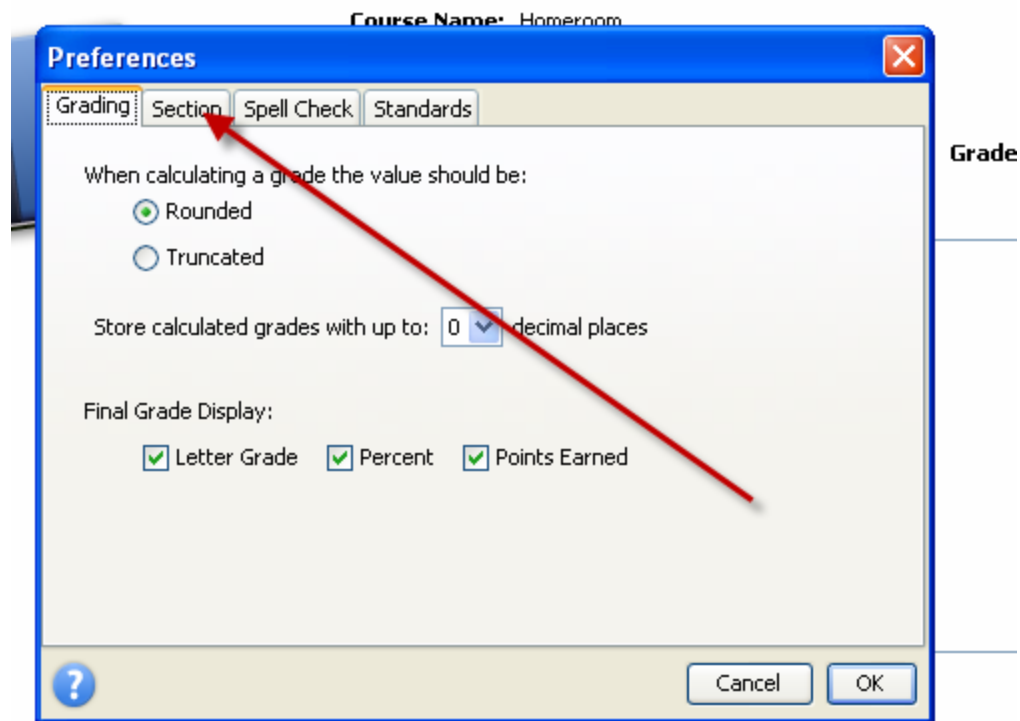 Course Name: Homeroom
Preferences
Grading Section Spell Check Standards
Grade
When calculating a grade the value should be:
Rounded
Truncated
Store calculated grades with up to: 0 decimal places
Final Grade Display:
Letter Grade Percent Points Earned
? Cancel OK